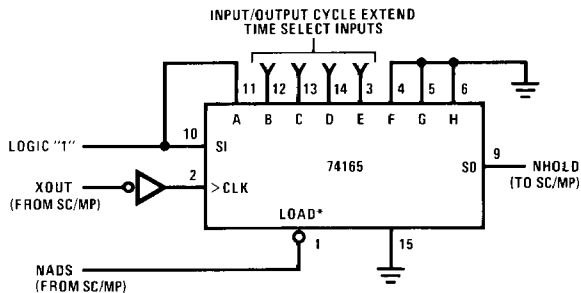 INPUT/OUTPUT CYCLE EXTEND
TIME SELECT INPUTS
11 12 13 14 3 4 5 6
A B C D E F G H
LOGIC "1" 10 SI
74165
SO 9 NHOLD
(TO SC/MP)
XOUT 2 >CLK
(FROM SC/MP)
LOAD*
1 15
NADS
(FROM SC/MP)